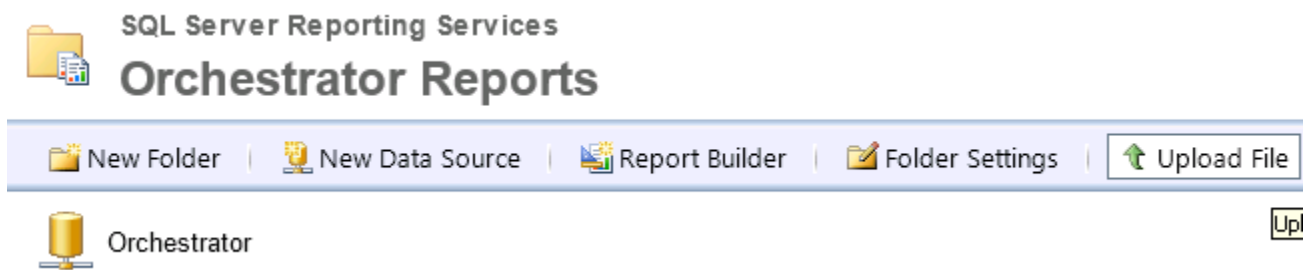 SQL Server Reporting Services
Orchestrator Reports
New Folder New Data Source Report Builder Folder Settings Upload File
Orchestrator